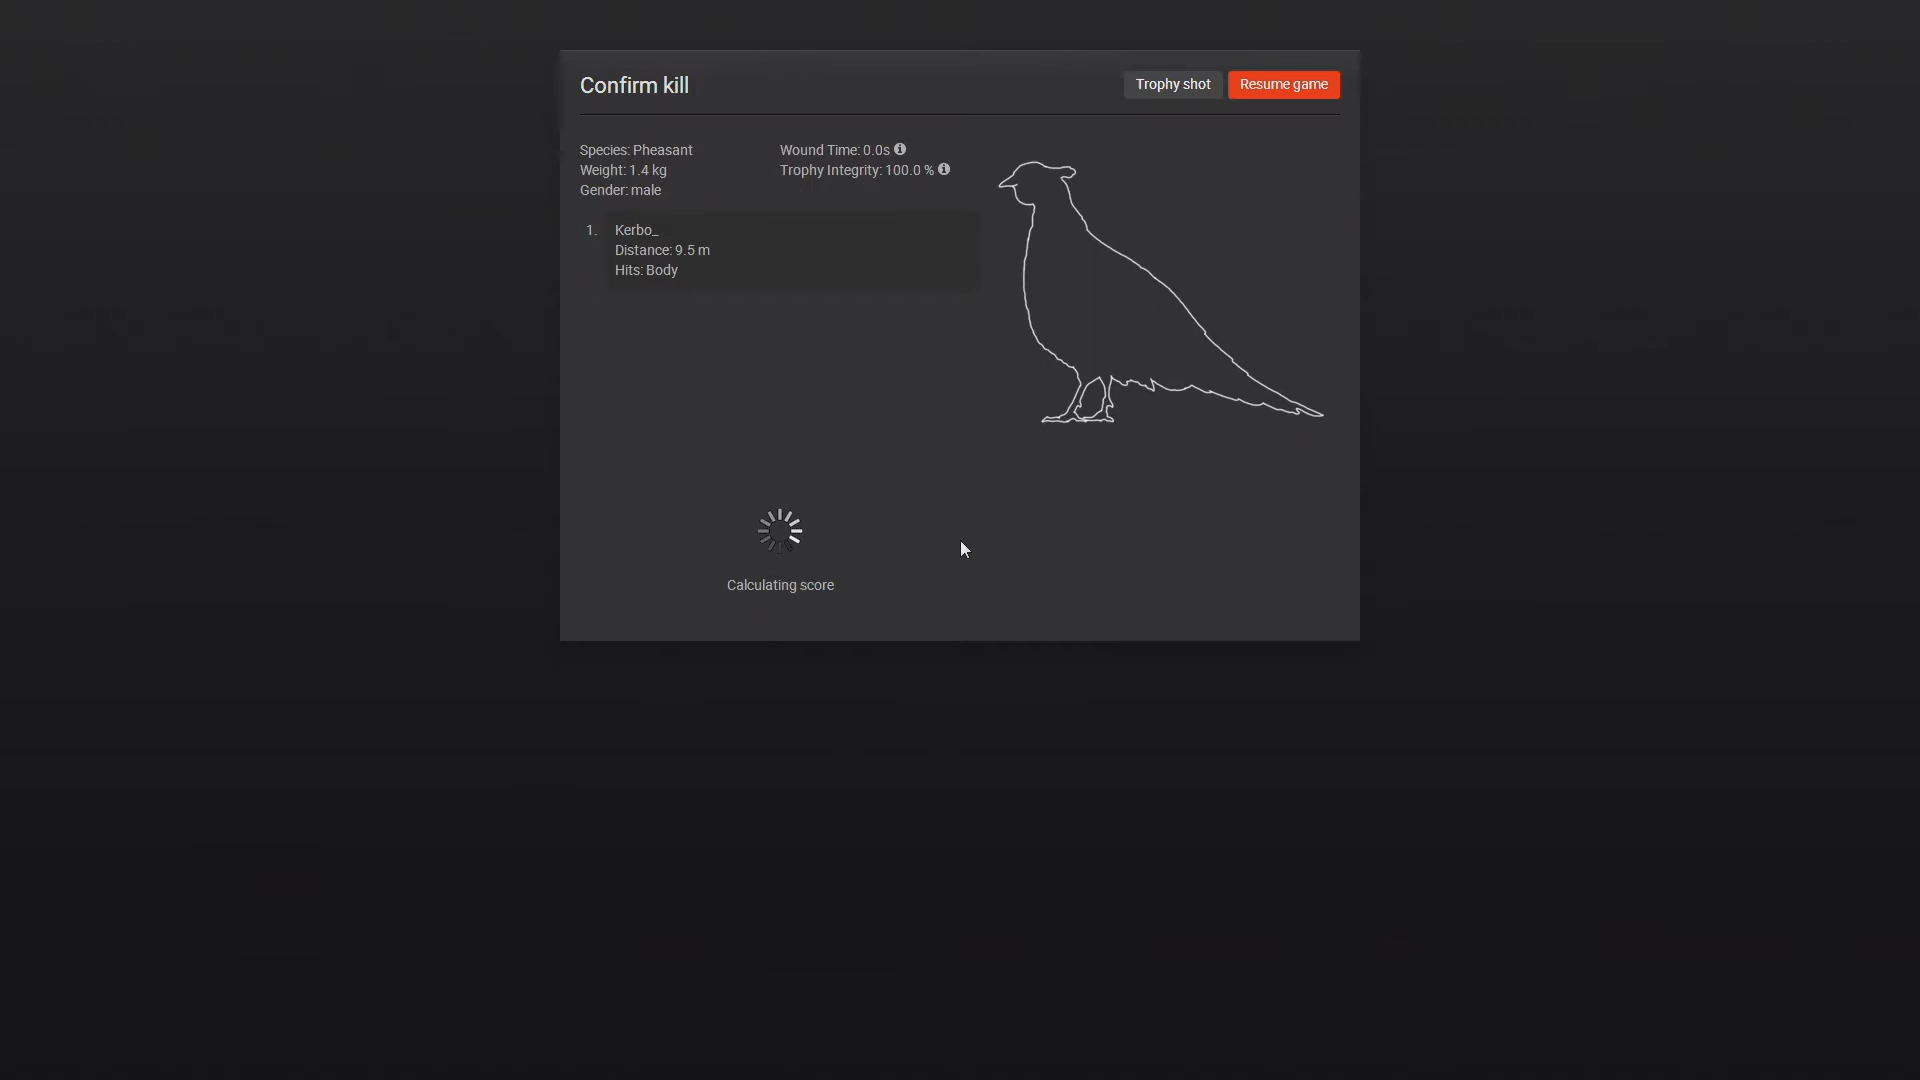 Confirm kill
Trophy shot
Resume game
Species: Pheasant
Weight: 1.4 kg
Gender: male
Wound Time: 0.0s
Trophy Integrity: 100.0 %
1.
Kerbo_
Distance: 9.5 m
Hits: Body
Calculating score